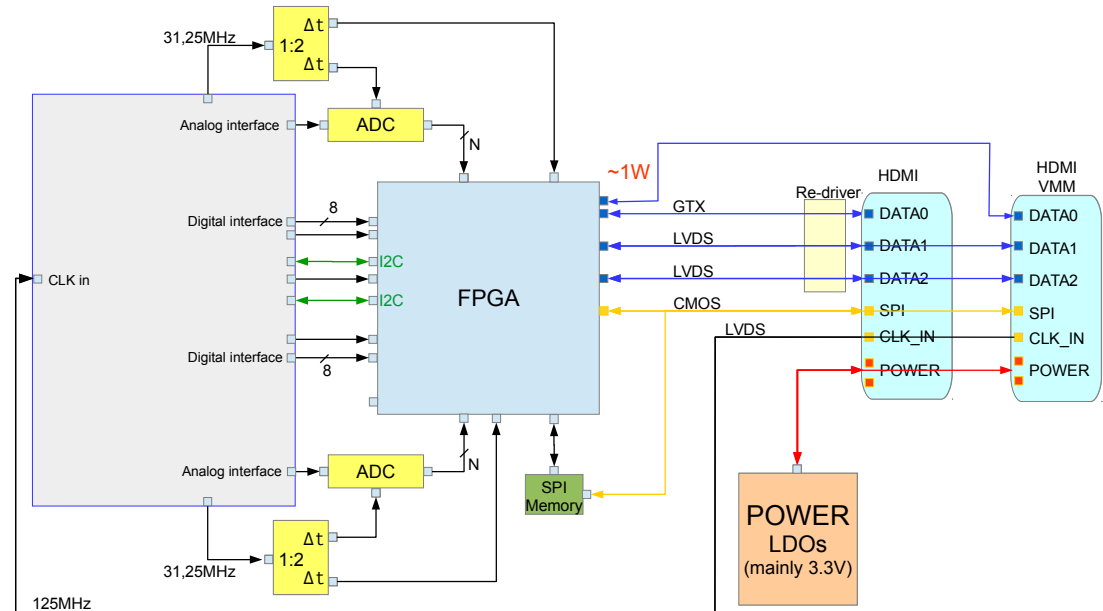 31,25MHz
Δt
1:2
Δt
Analog interface
ADC
N
~1W
HDMI
HDMI
VMM
Re-driver
GTX
DATA0
DATA0
Digital interface
8
LVDS
DATA1
DATA1
I2C
CLK in
LVDS
DATA2
DATA2
FPGA
I2C
CMOS
SPI
SPI
LVDS
CLK_IN
CLK_IN
Digital interface
8
POWER
POWER
Analog interface
ADC
N
SPI
Memory
POWER
LDOs
(mainly 3.3V)
Δt
1:2
Δt
31,25MHz
125MHz